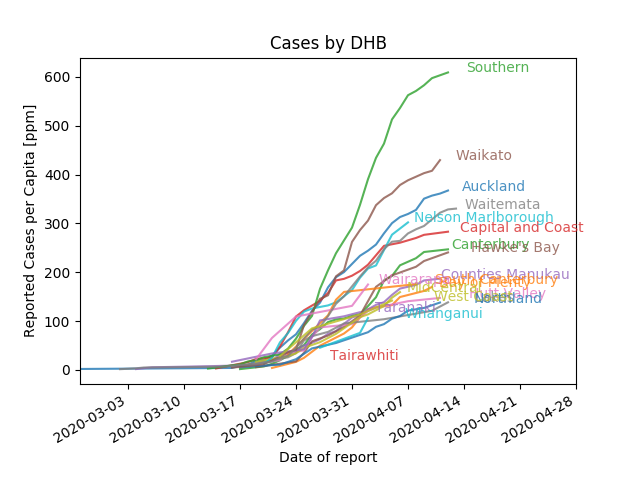 Cases by DHB
Reported Cases per Capita [ppm]
600
500
400
300
200
100
0
Southern
Waikato
Auckland
Waitemata
Nelson Marlborough
Capital and Coast
Canterbury
Hawke's Bay
Counties Manukau
South Canterbury
Bay of Plenty
Hutt Valley
West Coast
Northland
Taranaki
Whanganui
Tairawhiti
2020-03-03
2020-03-10
2020-03-17
2020-03-24
2020-03-31
2020-04-07
2020-04-14
2020-04-21
2020-04-28
Date of report